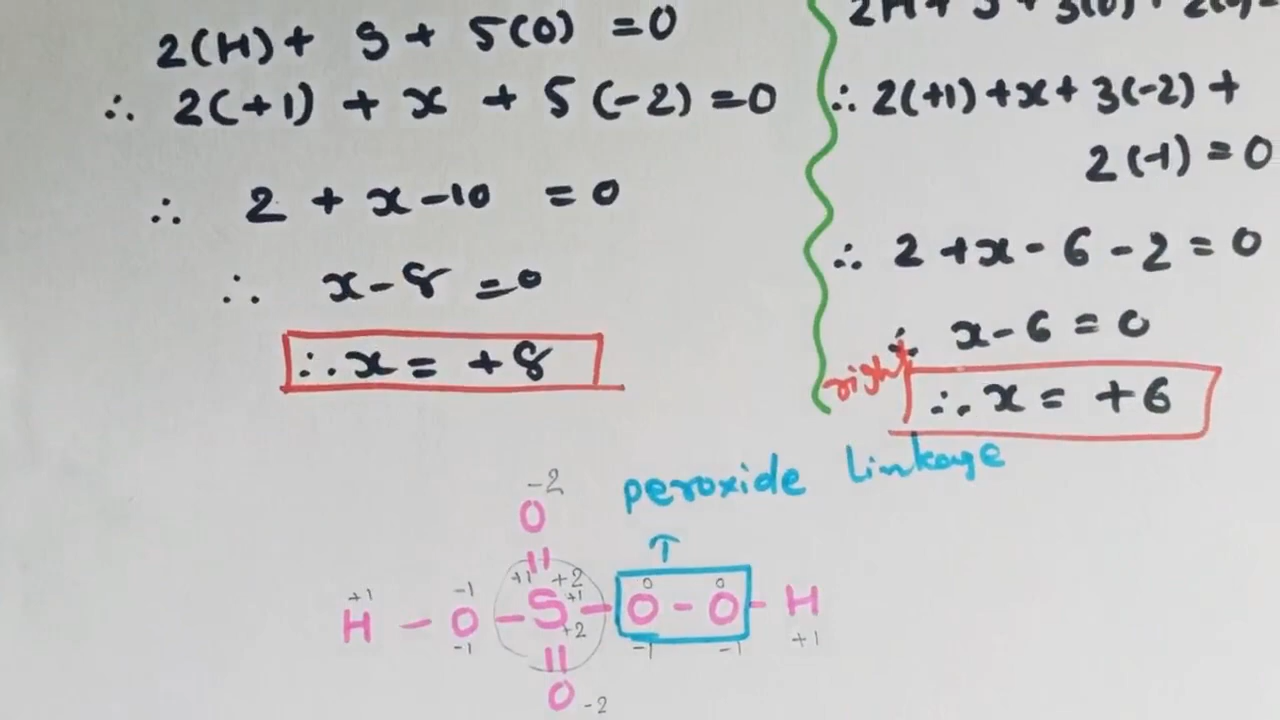 2(H)+ S + 5(0) =0
∴ 2(+1) + x + 5(-2)=0
∴ 2 + x-10 =0
∴ x-8 =0
∴x= +8
∴ 2(+1)+x+ 3(-2)+
2(-1)=0
∴ 2+x-6-2=0
x-6=0
right
∴x= +6
peroxide Linkage
-2
O
+1 +2
+1 -1 +1 0 0
H - O - S - O - O - H
-1 +2 -1 -1 +1
O -2